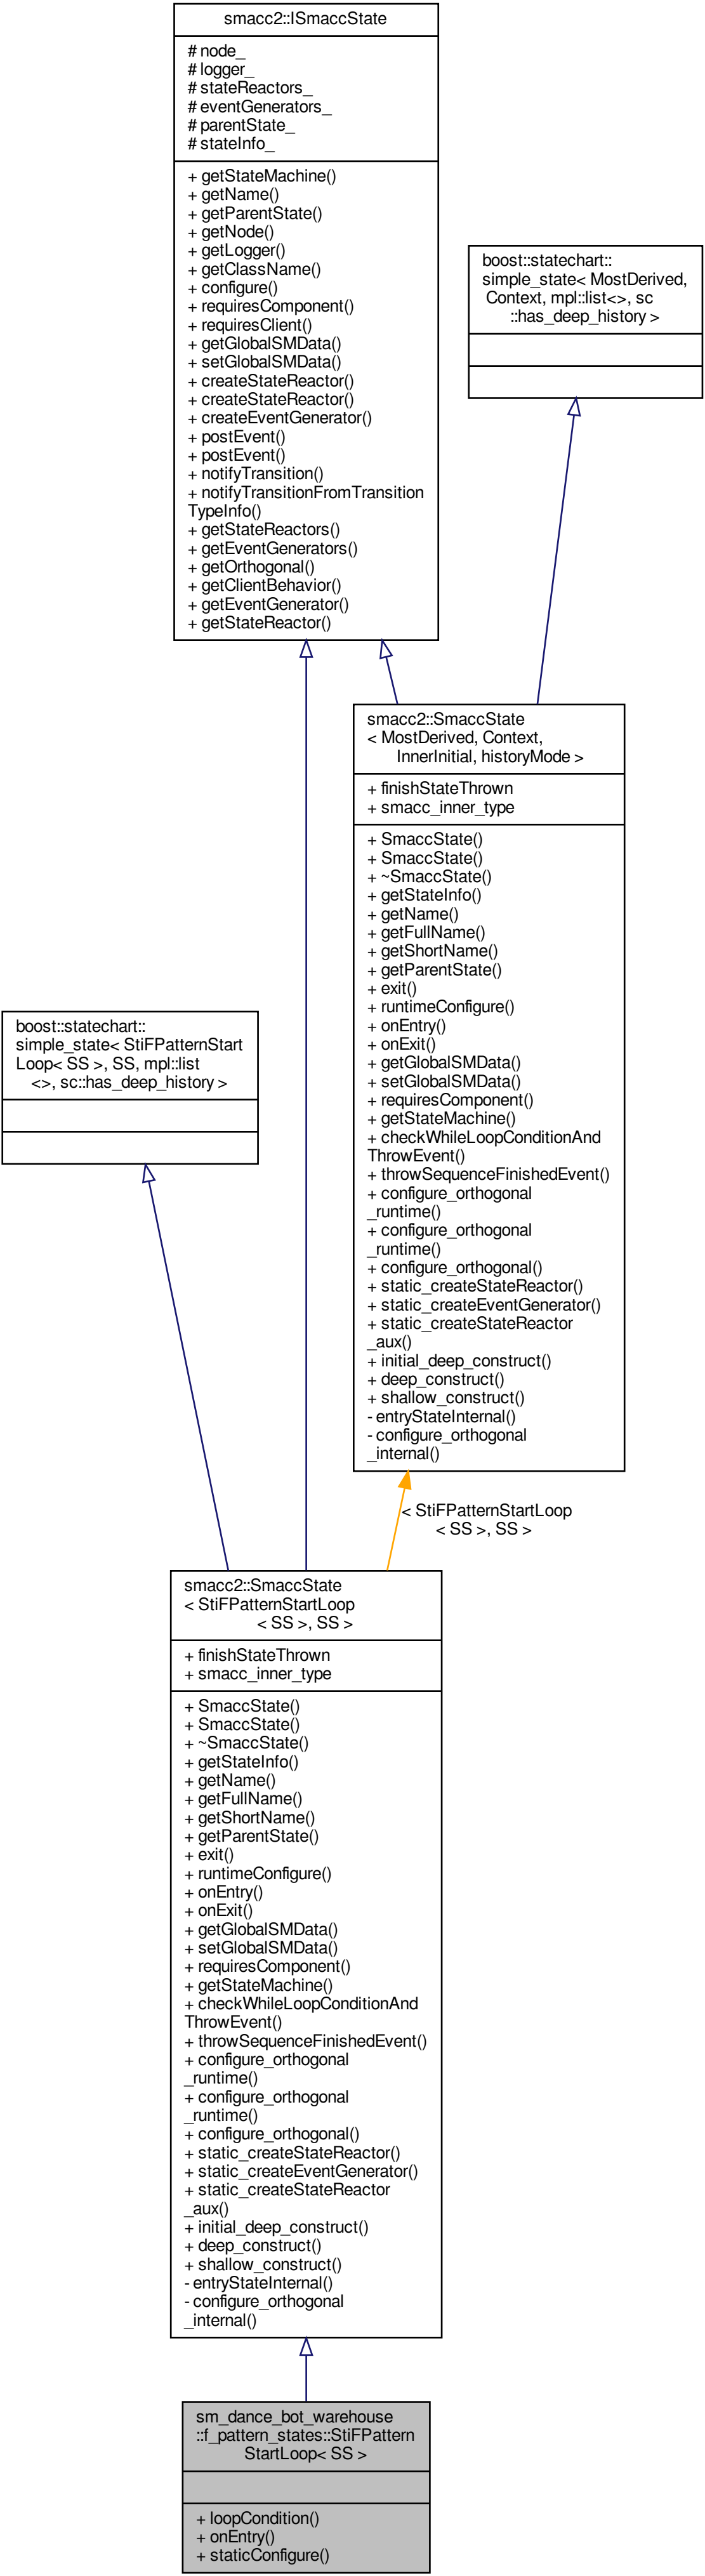 smacc2::ISmaccState
# node_
# logger_
# stateReactors_
# eventGenerators_
# parentState_
# stateInfo_
+ getStateMachine()
+ getName()
+ getParentState()
+ getNode()
+ getLogger()
+ getClassName()
+ configure()
+ requiresComponent()
+ requiresClient()
+ getGlobalSMData()
+ setGlobalSMData()
+ createStateReactor()
+ createStateReactor()
+ createEventGenerator()
+ postEvent()
+ postEvent()
+ notifyTransition()
+ notifyTransitionFromTransition
TypeInfo()
+ getStateReactors()
+ getEventGenerators()
+ getOrthogonal()
+ getClientBehavior()
+ getEventGenerator()
+ getStateReactor()
boost::statechart::
simple_state< MostDerived,
Context, mpl::list<>, sc
::has_deep_history >
smacc2::SmaccState
< MostDerived, Context,
InnerInitial, historyMode >
+ finishStateThrown
+ smacc_inner_type
+ SmaccState()
+ SmaccState()
+ ~SmaccState()
+ getStateInfo()
+ getName()
+ getFullName()
+ getShortName()
+ getParentState()
+ exit()
+ runtimeConfigure()
+ onEntry()
+ onExit()
+ getGlobalSMData()
+ setGlobalSMData()
+ requiresComponent()
+ getStateMachine()
+ checkWhileLoopConditionAnd
ThrowEvent()
+ throwSequenceFinishedEvent()
+ configure_orthogonal
_runtime()
+ configure_orthogonal
_runtime()
+ configure_orthogonal()
+ static_createStateReactor()
+ static_createEventGenerator()
+ static_createStateReactor
_aux()
+ initial_deep_construct()
+ deep_construct()
+ shallow_construct()
- entryStateInternal()
- configure_orthogonal
_internal()
boost::statechart::
simple_state< StiFPatternStart
Loop< SS >, SS, mpl::list
<>, sc::has_deep_history >
< StiFPatternStartLoop
< SS >, SS >
smacc2::SmaccState
< StiFPatternStartLoop
< SS >, SS >
+ finishStateThrown
+ smacc_inner_type
+ SmaccState()
+ SmaccState()
+ ~SmaccState()
+ getStateInfo()
+ getName()
+ getFullName()
+ getShortName()
+ getParentState()
+ exit()
+ runtimeConfigure()
+ onEntry()
+ onExit()
+ getGlobalSMData()
+ setGlobalSMData()
+ requiresComponent()
+ getStateMachine()
+ checkWhileLoopConditionAnd
ThrowEvent()
+ throwSequenceFinishedEvent()
+ configure_orthogonal
_runtime()
+ configure_orthogonal
_runtime()
+ configure_orthogonal()
+ static_createStateReactor()
+ static_createEventGenerator()
+ static_createStateReactor
_aux()
+ initial_deep_construct()
+ deep_construct()
+ shallow_construct()
- entryStateInternal()
- configure_orthogonal
_internal()
sm_dance_bot_warehouse
::f_pattern_states::StiFPattern
StartLoop< SS >
+ loopCondition()
+ onEntry()
+ staticConfigure()